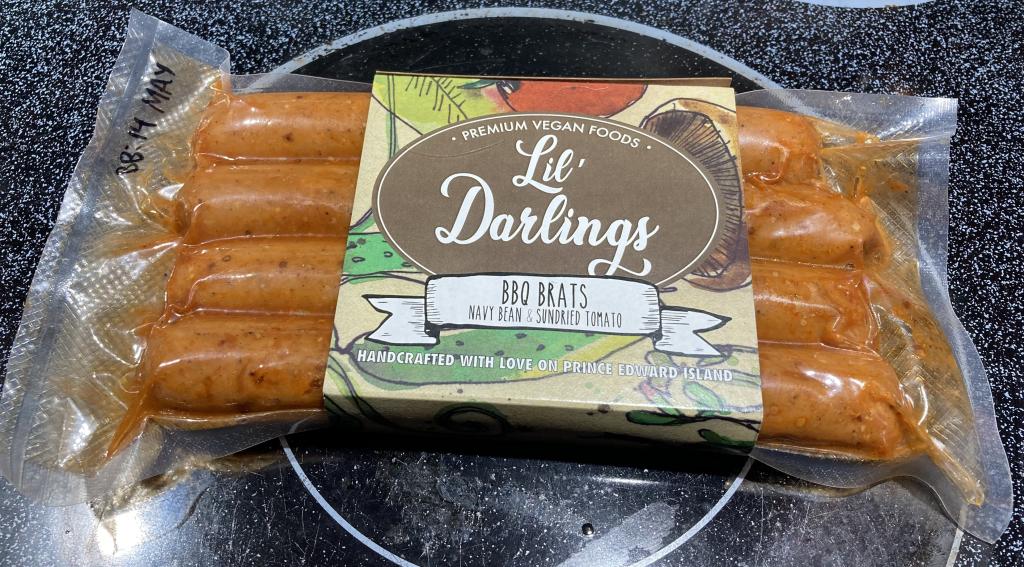 BB: 14 MAY
• PREMIUM VEGAN FOODS •
Lil'
Darlings
BBQ BRATS
NAVY BEAN & SUNDRIED TOMATO
HANDCRAFTED WITH LOVE ON PRINCE EDWARD ISLAND